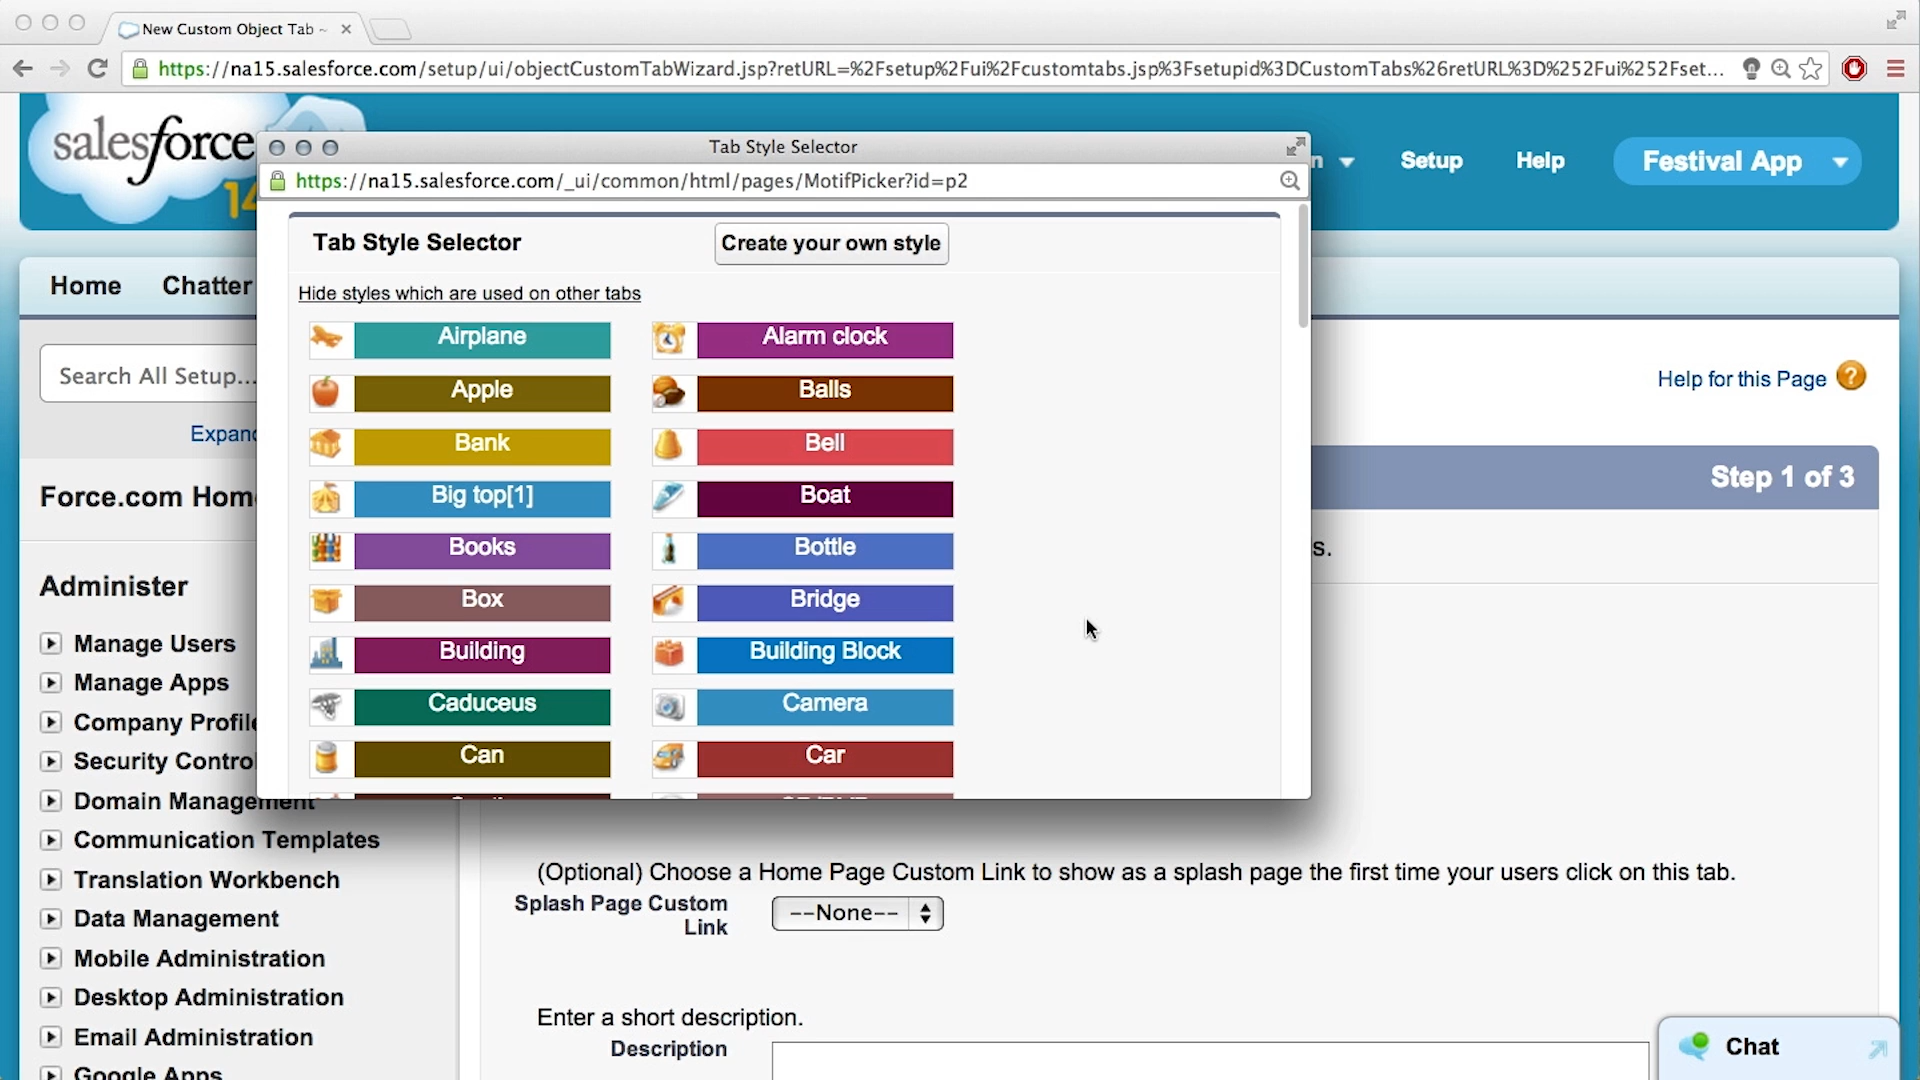 New Custom Object Tab ~
https://na15.salesforce.com/setup/ui/objectCustomTabWizard.jsp?retURL=%2Fsetup%2Fui%2Fcustomtabs.jsp%3Fsetupid%3DCustomTabs%26retURL%3D%252Fui%252Fset...
salesforce
14
Tab Style Selector
https://na15.salesforce.com/_ui/common/html/pages/MotifPicker?id=p2
n
Setup
Help
Festival App
Tab Style Selector
Create your own style
Home
Chatter
Hide styles which are used on other tabs
Airplane
Alarm clock
Search All Setup...
Help for this Page
?
Apple
Balls
Expand
Bank
Bell
Step 1 of 3
Force.com Home
Big top[1]
Boat
Books
Bottle
s.
Administer
Box
Bridge
Manage Users
Building
Building Block
Manage Apps
Caduceus
Camera
Company Profile
Can
Car
Security Control
Domain Management
Communication Templates
(Optional) Choose a Home Page Custom Link to show as a splash page the first time your users click on this tab.
Translation Workbench
Splash Page Custom Link
--None--
Data Management
Mobile Administration
Desktop Administration
Enter a short description.
Email Administration
Description
Chat
Google Apps